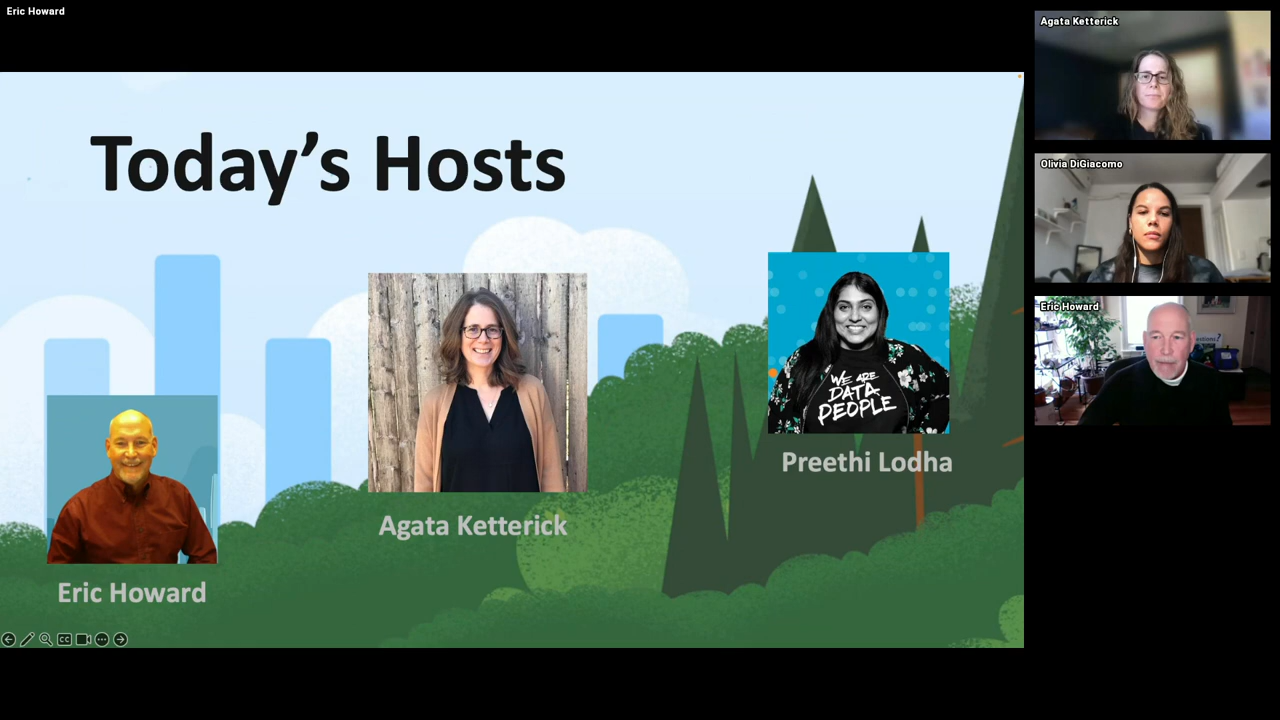 Eric Howard
Today's Hosts
WE ARE
DATA
PEOPLE
Preethi Lodha
Agata Ketterick
Eric Howard
CC
Agata Ketterick
Olivia DiGiacomo
Eric Howard